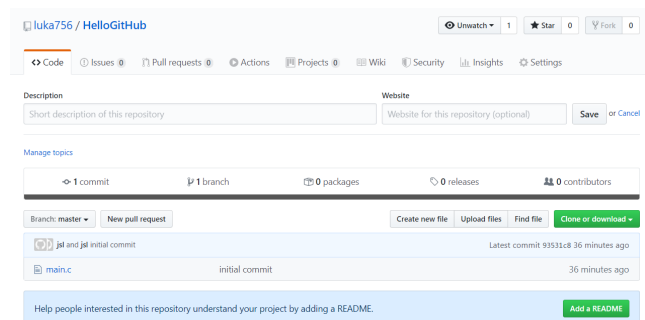 luka756 / HelloGitHub
Unwatch 1 Star 0 Fork 0
Code Issues 0 Pull requests 0 Actions Projects 0 Wiki Security Insights Settings
Description Website
Short description of this repository Website for this repository (optional) Save or Cancel
Manage topics
1 commit 1 branch 0 packages 0 releases 0 contributors
Branch: master New pull request Create new file Upload files Find file Clone or download
jsl and jsl initial commit Latest commit 93531c8 36 minutes ago
main.c initial commit 36 minutes ago
Help people interested in this repository understand your project by adding a README. Add a README